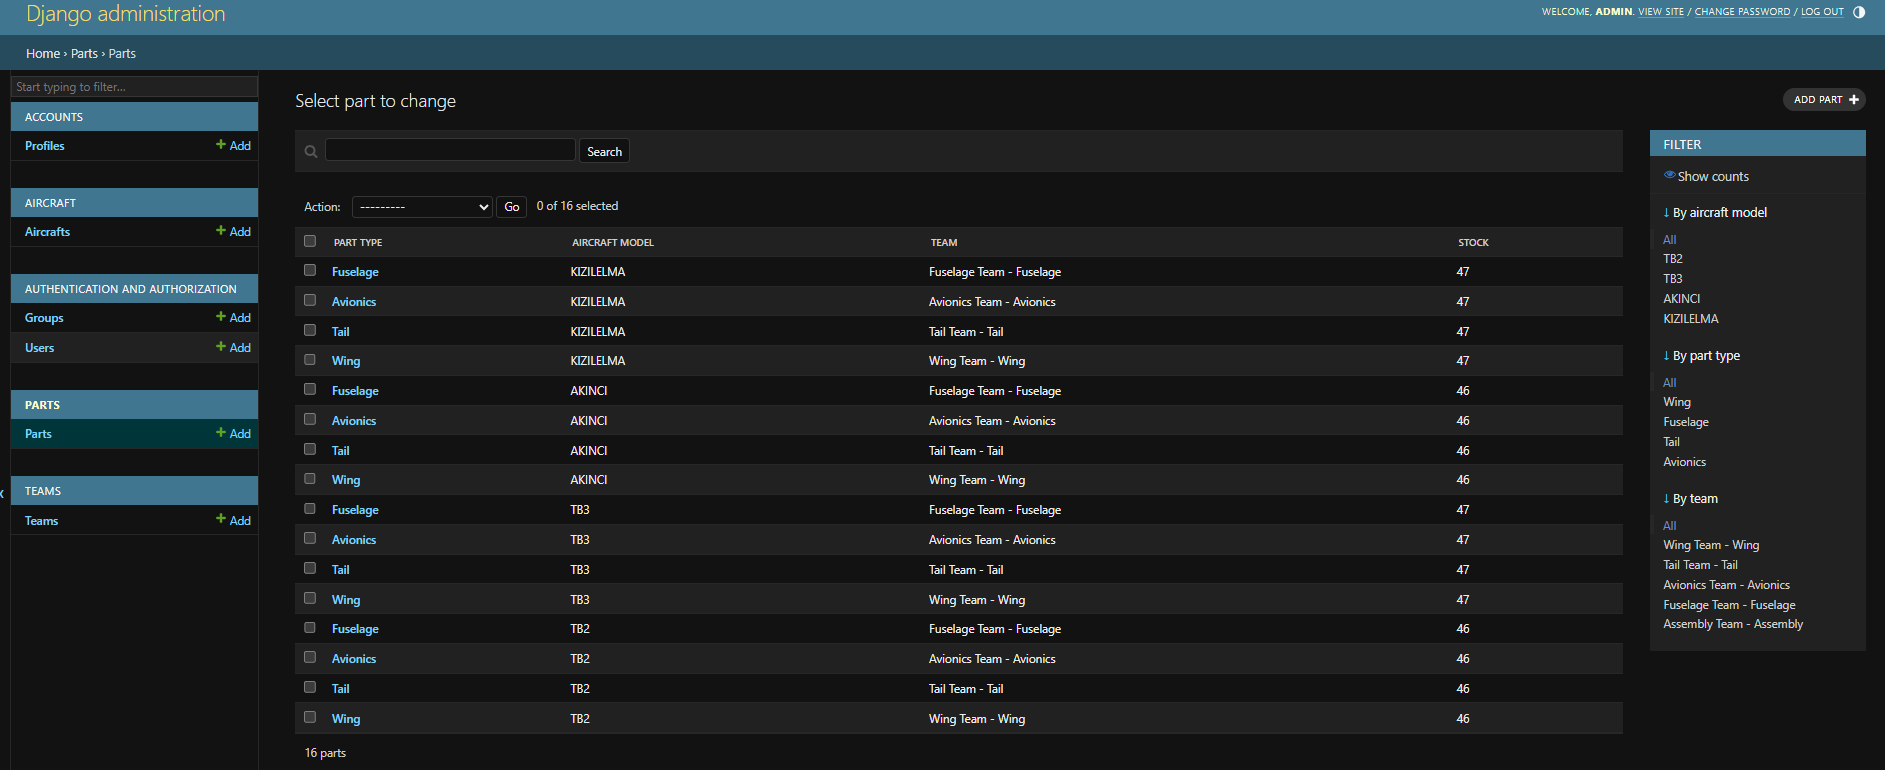 Django administration
WELCOME, ADMIN. VIEW SITE / CHANGE PASSWORD / LOG OUT
Home › Parts › Parts
Start typing to filter...
ACCOUNTS
Profiles + Add
AIRCRAFT
Aircrafts + Add
AUTHENTICATION AND AUTHORIZATION
Groups + Add
Users + Add
PARTS
Parts + Add
TEAMS
Teams + Add
Select part to change
ADD PART +
Search
Action: --------- Go 0 of 16 selected
PART TYPE AIRCRAFT MODEL TEAM STOCK
Fuselage KIZILELMA Fuselage Team - Fuselage 47
Avionics KIZILELMA Avionics Team - Avionics 47
Tail KIZILELMA Tail Team - Tail 47
Wing KIZILELMA Wing Team - Wing 47
Fuselage AKINCI Fuselage Team - Fuselage 46
Avionics AKINCI Avionics Team - Avionics 46
Tail AKINCI Tail Team - Tail 46
Wing AKINCI Wing Team - Wing 46
Fuselage TB3 Fuselage Team - Fuselage 47
Avionics TB3 Avionics Team - Avionics 47
Tail TB3 Tail Team - Tail 47
Wing TB3 Wing Team - Wing 47
Fuselage TB2 Fuselage Team - Fuselage 46
Avionics TB2 Avionics Team - Avionics 46
Tail TB2 Tail Team - Tail 46
Wing TB2 Wing Team - Wing 46
16 parts
FILTER
Show counts
↓ By aircraft model
All
TB2
TB3
AKINCI
KIZILELMA
↓ By part type
All
Wing
Fuselage
Tail
Avionics
↓ By team
All
Wing Team - Wing
Tail Team - Tail
Avionics Team - Avionics
Fuselage Team - Fuselage
Assembly Team - Assembly